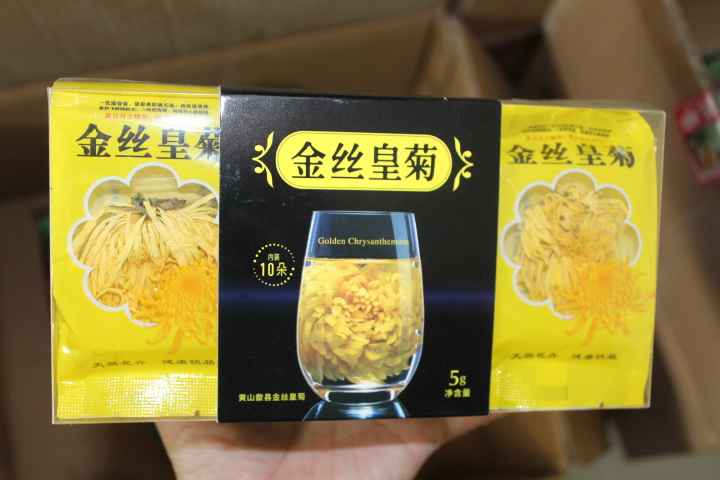 金丝皇菊
金丝皇菊
金丝皇菊
Golden Chrysanthemum
内装
10朵
天然花卉 健康饮品
天然花卉 健康饮品
5g
净含量
黄山歙县金丝皇菊